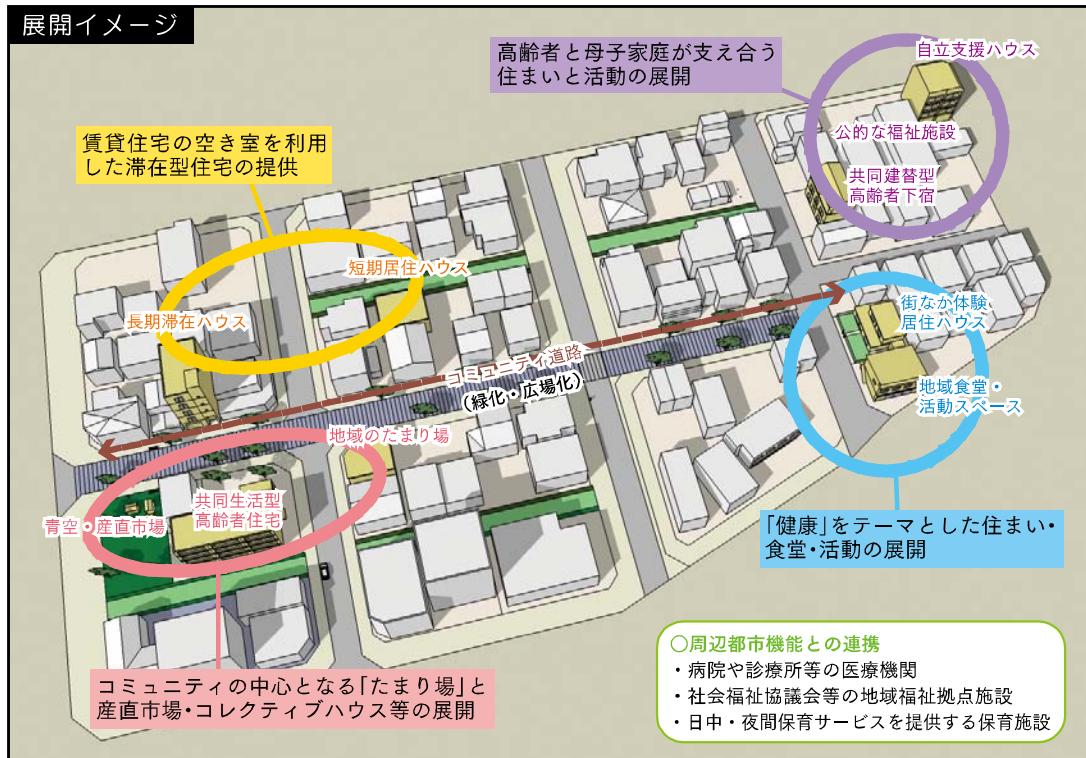 展開イメージ
高齢者と母子家庭が支え合う
住まいと活動の展開
自立支援ハウス
公的な福祉施設
共同建替型
高齢者下宿
賃貸住宅の空き室を利用
した滞在型住宅の提供
短期居住ハウス
長期滞在ハウス
街なか体験
居住ハウス
地域食堂・
活動スペース
コミュニティ道路
(緑化・広場化)
地域のたまり場
共同生活型
高齢者住宅
青空・産直市場
「健康」をテーマとした住まい・
食堂・活動の展開
コミュニティの中心となる「たまり場」と
産直市場・コレクティブハウス等の展開
○周辺都市機能との連携
・病院や診療所等の医療機関
・社会福祉協議会等の地域福祉拠点施設
・日中・夜間保育サービスを提供する保育施設